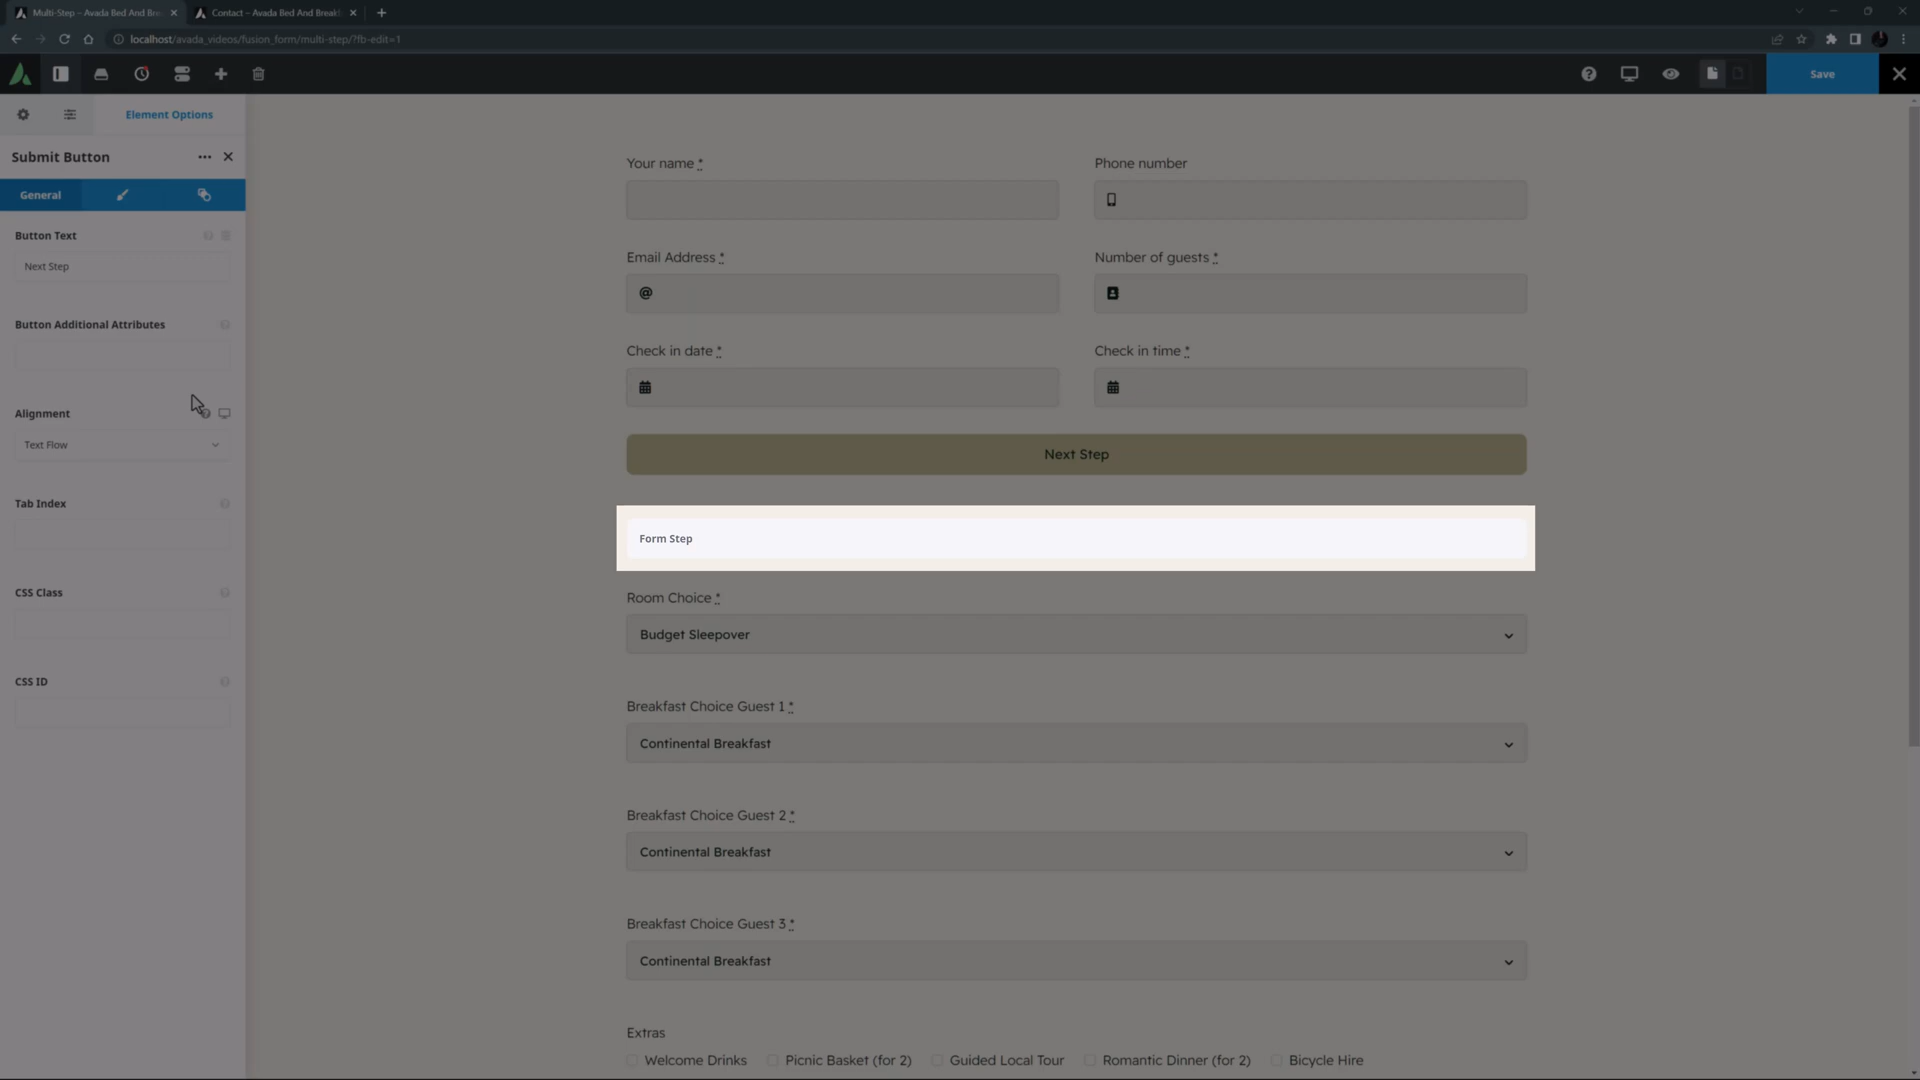 Multi-Step – Avada Bed And Bre
Contact – Avada Bed And Break
localhost/avada_videos/fusion_form/multi-step/?fb-edit=1
Save
Element Options
Submit Button
General
Button Text
Next Step
Button Additional Attributes
Alignment
Text Flow
Tab Index
CSS Class
CSS ID
Your name *
Phone number
Email Address *
@
Number of guests *
Check in date *
Check in time *
Next Step
Form Step
Room Choice *
Budget Sleepover
Breakfast Choice Guest 1 *
Continental Breakfast
Breakfast Choice Guest 2 *
Continental Breakfast
Breakfast Choice Guest 3 *
Continental Breakfast
Extras
Welcome Drinks Picnic Basket (for 2) Guided Local Tour Romantic Dinner (for 2) Bicycle Hire